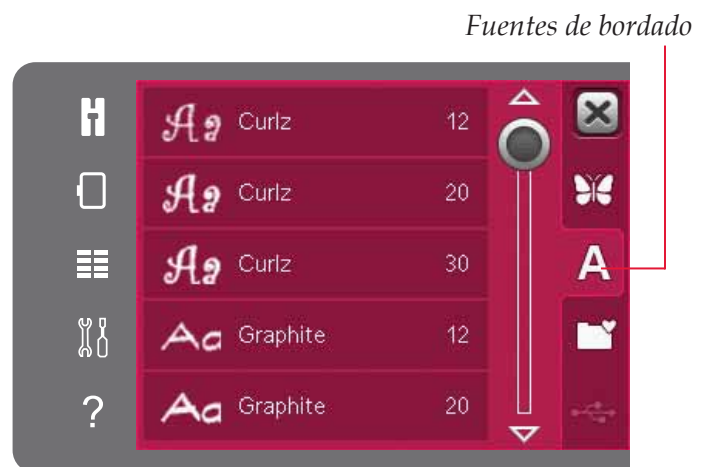 Fuentes de bordado
Aa Curlz 12
Aa Curlz 20
Aa Curlz 30
A
Aa Graphite 12
Aa Graphite 20
?